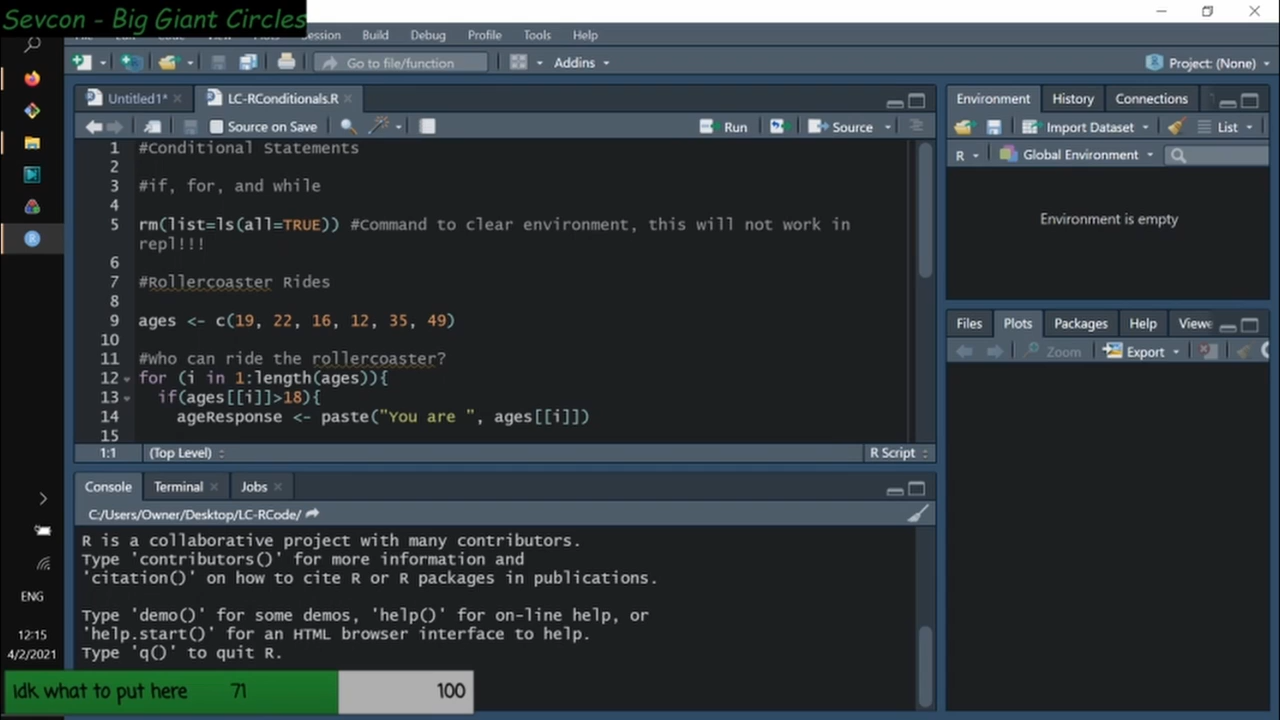 Sevcon - Big Giant Circles
Session Build Debug Profile Tools Help
Go to file/function Addins Project: (None)
Untitled1* LC-RConditionals.R
Source on Save Run Source
1 #Conditional Statements
2
3 #if, for, and while
4
5 rm(list=ls(all=TRUE)) #Command to clear environment, this will not work in
repl!!!
6
7 #Rollercoaster Rides
8
9 ages <- c(19, 22, 16, 12, 35, 49)
10
11 #Who can ride the rollercoaster?
12 for (i in 1:length(ages)){
13 if(ages[[i]]>18){
14 ageResponse <- paste("You are ", ages[[i]])
15
1:1 (Top Level) R Script
Console Terminal Jobs
C:/Users/Owner/Desktop/LC-RCode/
R is a collaborative project with many contributors.
Type 'contributors()' for more information and
'citation()' on how to cite R or R packages in publications.
Type 'demo()' for some demos, 'help()' for on-line help, or
'help.start()' for an HTML browser interface to help.
Type 'q()' to quit R.
Environment History Connections
Import Dataset List
R Global Environment
Environment is empty
Files Plots Packages Help Viewe
Zoom Export
ENG
12:15
4/2/2021
Idk what to put here 71 100